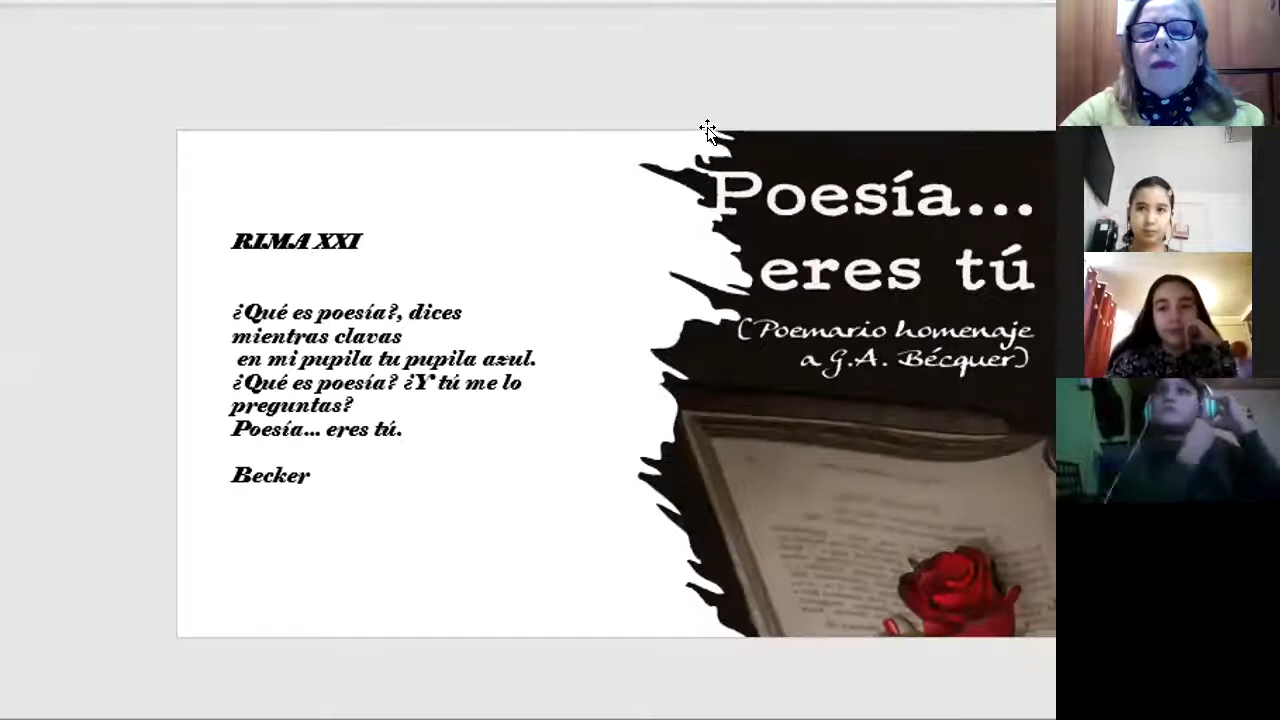 RIMA XXI
¿Qué es poesía?, dices
mientras clavas
en mi pupila tu pupila azul.
¿Qué es poesía? ¿Y tú me lo
preguntas?
Poesía... eres tú.
Becker
Poesía...
eres tú
(Poemario homenaje
a G.A. Bécquer)